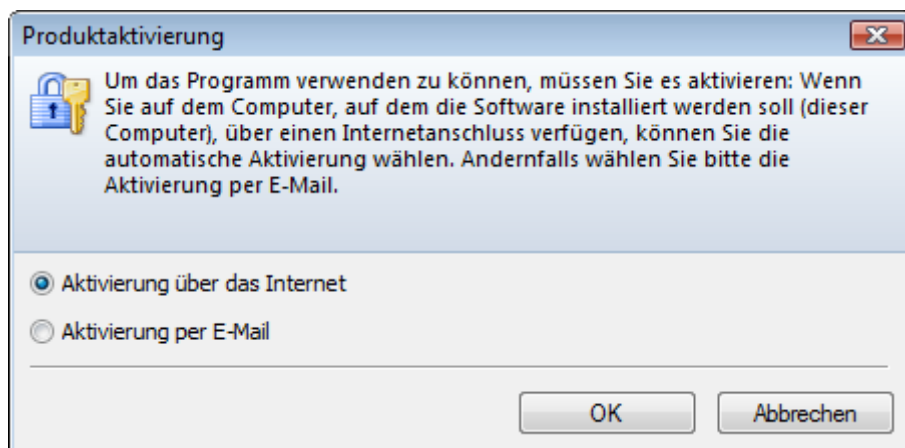 Produktaktivierung
Um das Programm verwenden zu können, müssen Sie es aktivieren: Wenn
Sie auf dem Computer, auf dem die Software installiert werden soll (dieser
Computer), über einen Internetanschluss verfügen, können Sie die
automatische Aktivierung wählen. Andernfalls wählen Sie bitte die
Aktivierung per E-Mail.
Aktivierung über das Internet
Aktivierung per E-Mail
OK
Abbrechen